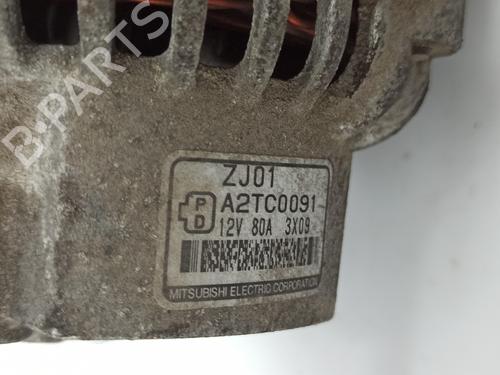 B-PARTS
ZJ01
P
D
A2TC0091
12V 80A 3X09
MITSUBISHI ELECTRIC CORPORATION